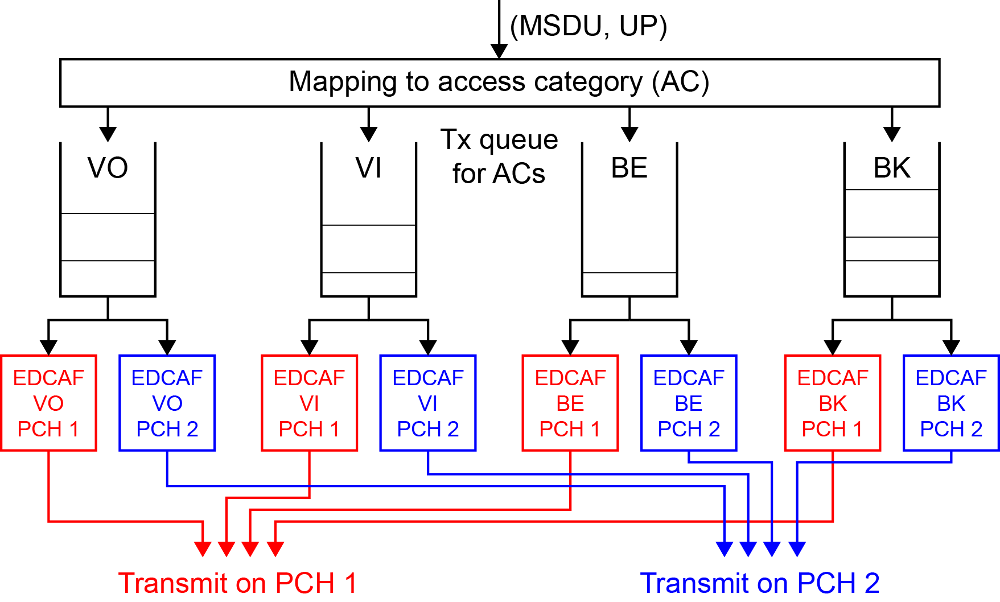 (MSDU, UP)
Mapping to access category (AC)
VO
VI
Tx queue
for ACs
BE
BK
EDCAF
VO
PCH 1
EDCAF
VO
PCH 2
EDCAF
VI
PCH 1
EDCAF
VI
PCH 2
EDCAF
BE
PCH 1
EDCAF
BE
PCH 2
EDCAF
BK
PCH 1
EDCAF
BK
PCH 2
Transmit on PCH 1
Transmit on PCH 2